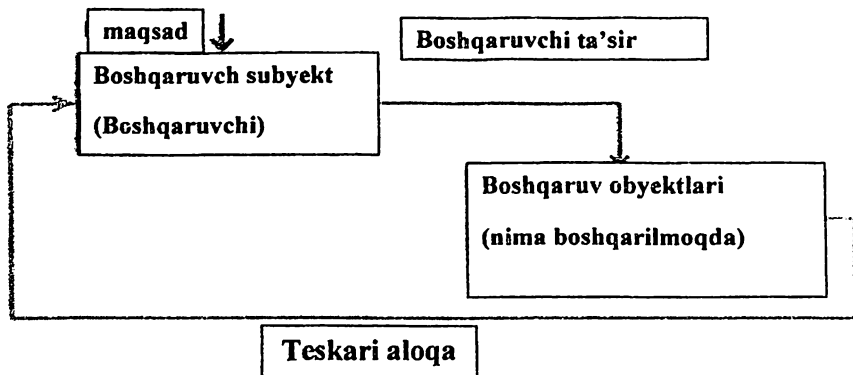 maqsad
Boshqaruvchi ta'sir
Boshqaruvch subyekt
(Boshqaruvchi)
Boshqaruv obyektlari
(nima boshqarilmoqda)
Teskari aloqa